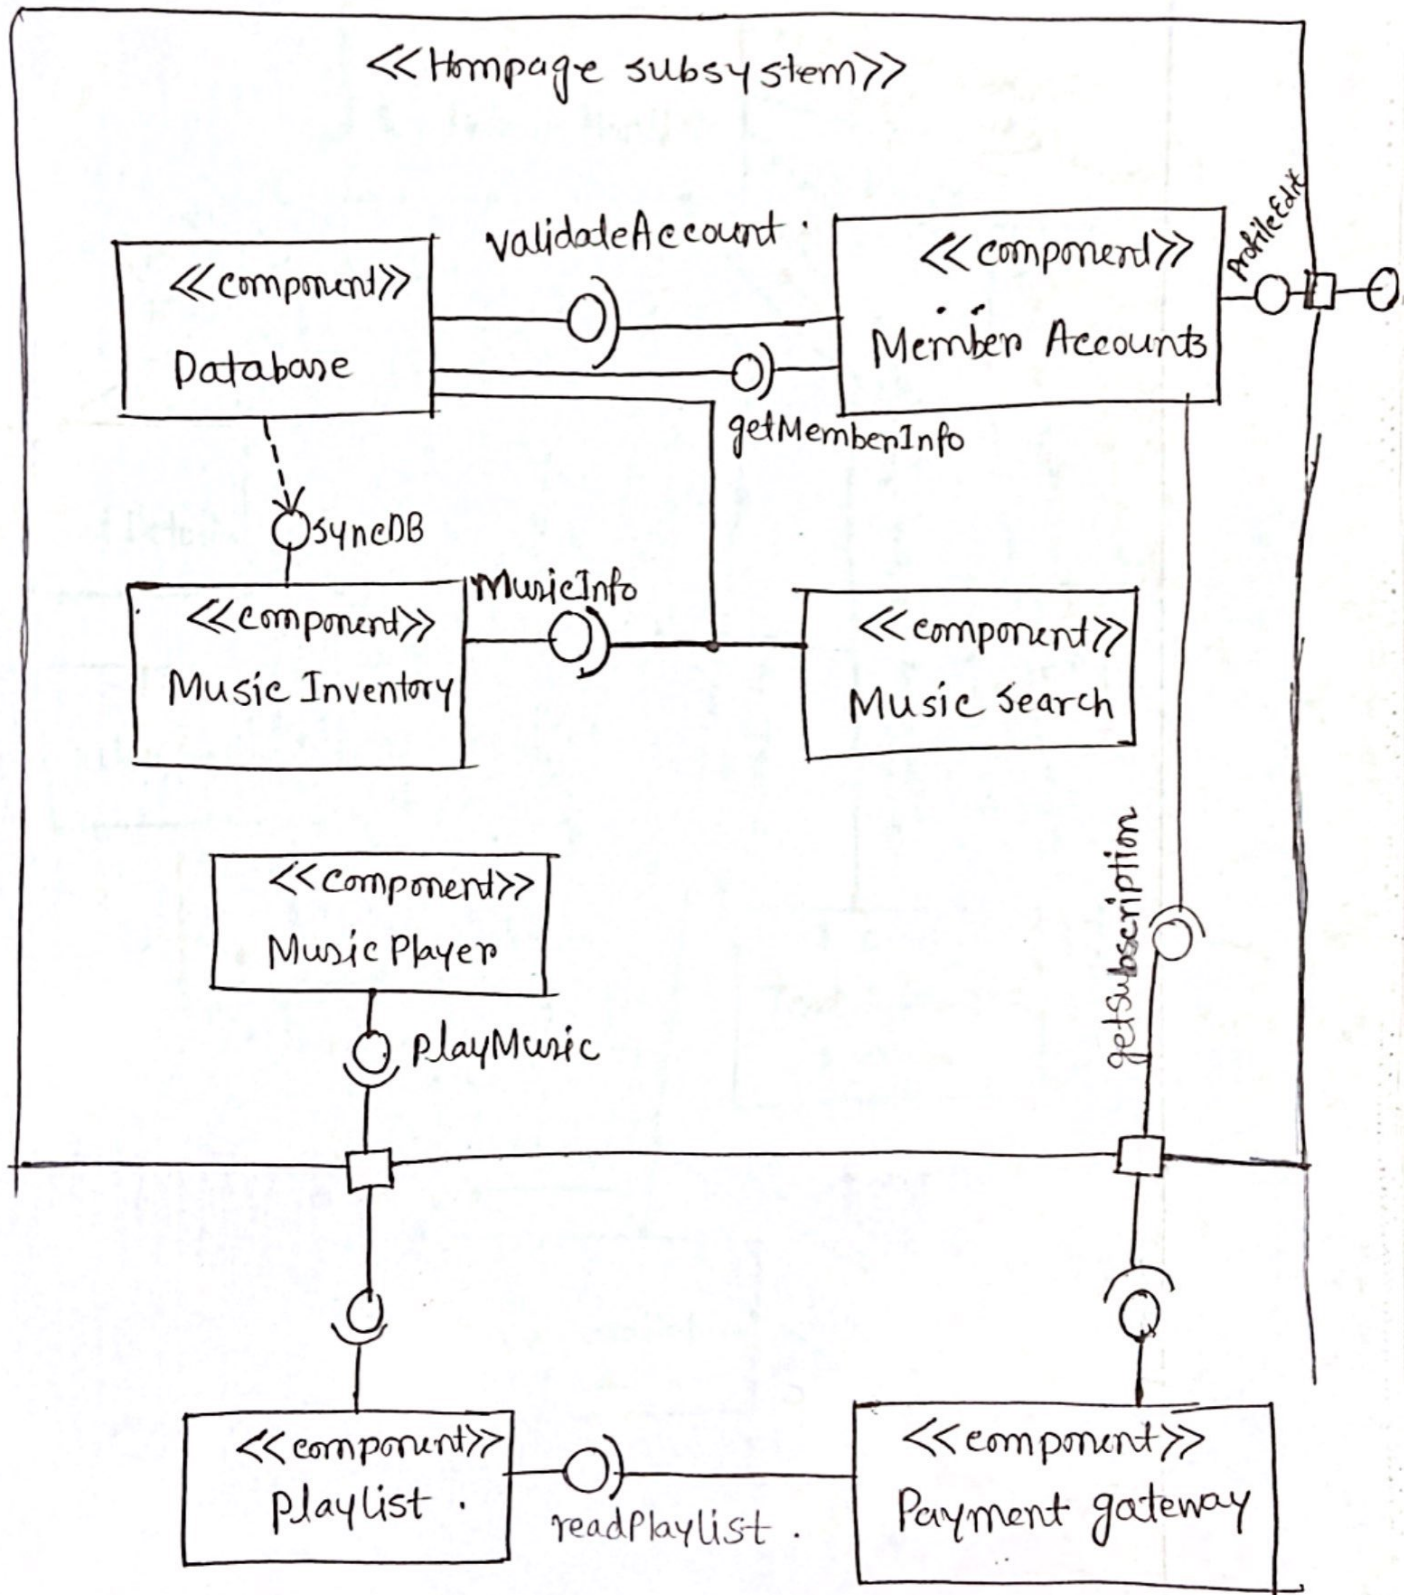 <<Hompage subsystem>>
validateAccount
<<component>>
Database
<<component>>
Member Accounts
ProfileEdit
getMemberInfo
syncDB
MusicInfo
<<component>>
Music Inventory
<<component>>
Music Search
<<component>>
Music Player
playMusic
getSubscription
<<component>>
playlist
readPlaylist
<<component>>
Payment gateway